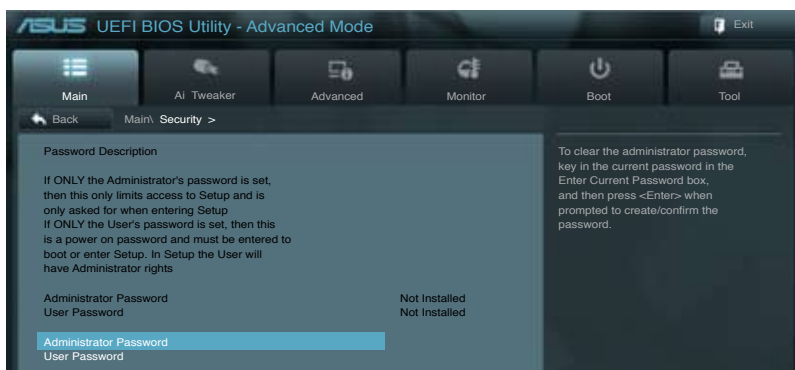 ASUS UEFI BIOS Utility - Advanced Mode
Exit
Main
Ai Tweaker
Advanced
Monitor
Boot
Tool
Back
Main\ Security >
Password Description
If ONLY the Administrator's password is set,
then this only limits access to Setup and is
only asked for when entering Setup
If ONLY the User's password is set, then this
is a power on password and must be entered to
boot or enter Setup. In Setup the User will
have Administrator rights
Administrator Password Not Installed
User Password Not Installed
Administrator Password
User Password
To clear the administrator password,
key in the current password in the
Enter Current Password box,
and then press <Enter> when
prompted to create/confirm the
password.